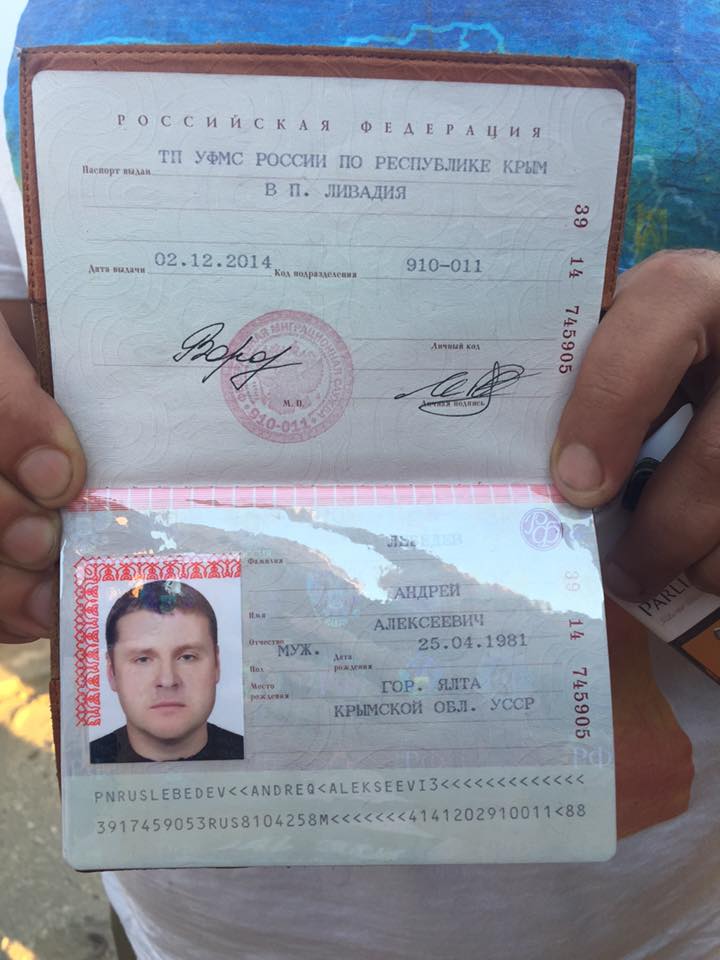 РОССИЙСКАЯ ФЕДЕРАЦИЯ
Паспорт выдан
ТП УФМС РОССИИ ПО РЕСПУБЛИКЕ КРЫМ
В П. ЛИВАДИЯ
Дата выдачи 02.12.2014 Код подразделения 910-011
Личный код
М. П.
Личная подпись
910-011
39 14 745905
ЛЕБЕДЕВ
Фамилия
АНДРЕЙ
Имя
АЛЕКСЕЕВИЧ
Отчество
МУЖ. Дата рождения 25.04.1981
Пол
Место рождения
ГОР. ЯЛТА
КРЫМСКОЙ ОБЛ. УССР
39 14 745905
PNRUSLEBEDEV<<ANDREQ<ALEKSEEVI3<<<<<<<<<<<<<
3917459053RUS8104258M<<<<<<<4141202910011<88
PARLI